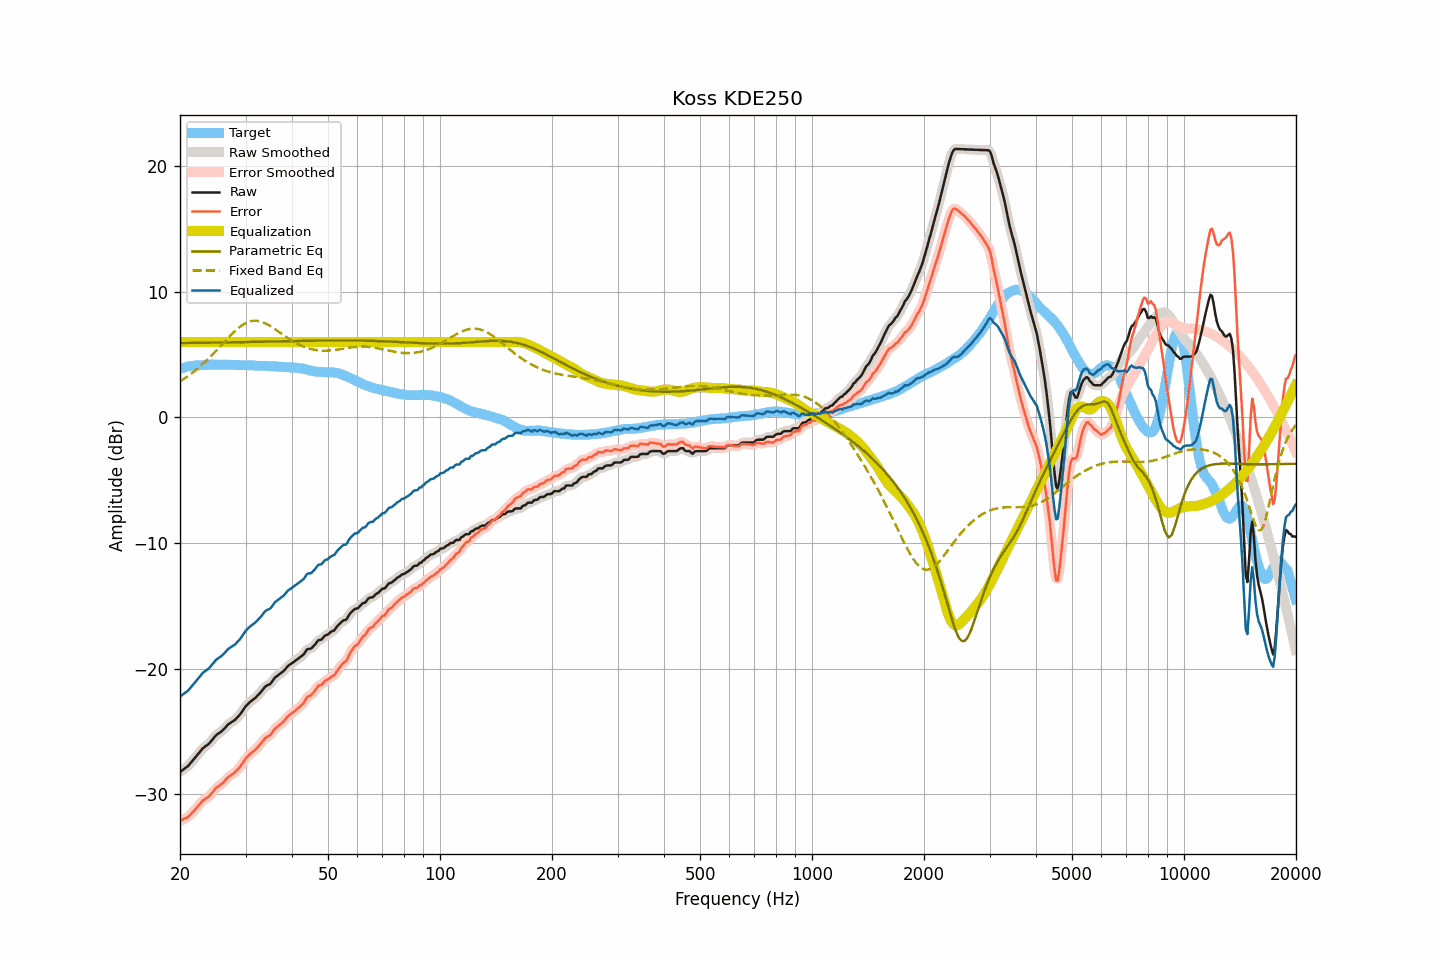 Koss KDE250
Target
Raw Smoothed
Error Smoothed
Raw
Error
Equalization
Parametric Eq
Fixed Band Eq
Equalized
20
10
0
−10
−20
−30
Amplitude (dBr)
20 50 100 200 500 1000 2000 5000 10000 20000
Frequency (Hz)